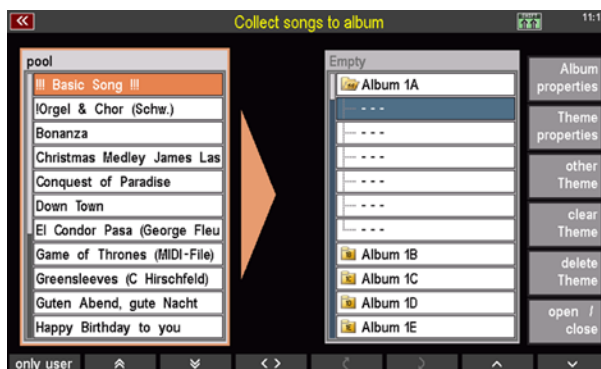 Collect songs to album
11:1
pool
!!! Basic Song !!!
!Orgel & Chor (Schw.)
Bonanza
Christmas Medley James Las
Conquest of Paradise
Down Town
El Condor Pasa (George Fleu
Game of Thrones (MIDI-File)
Greensleeves (C Hirschfeld)
Guten Abend, gute Nacht
Happy Birthday to you
Empty
Album 1A
- - -
- - -
- - -
- - -
- - -
- - -
Album 1B
Album 1C
Album 1D
Album 1E
Album
properties
Theme
properties
other
Theme
clear
Theme
delete
Theme
open /
close
only user